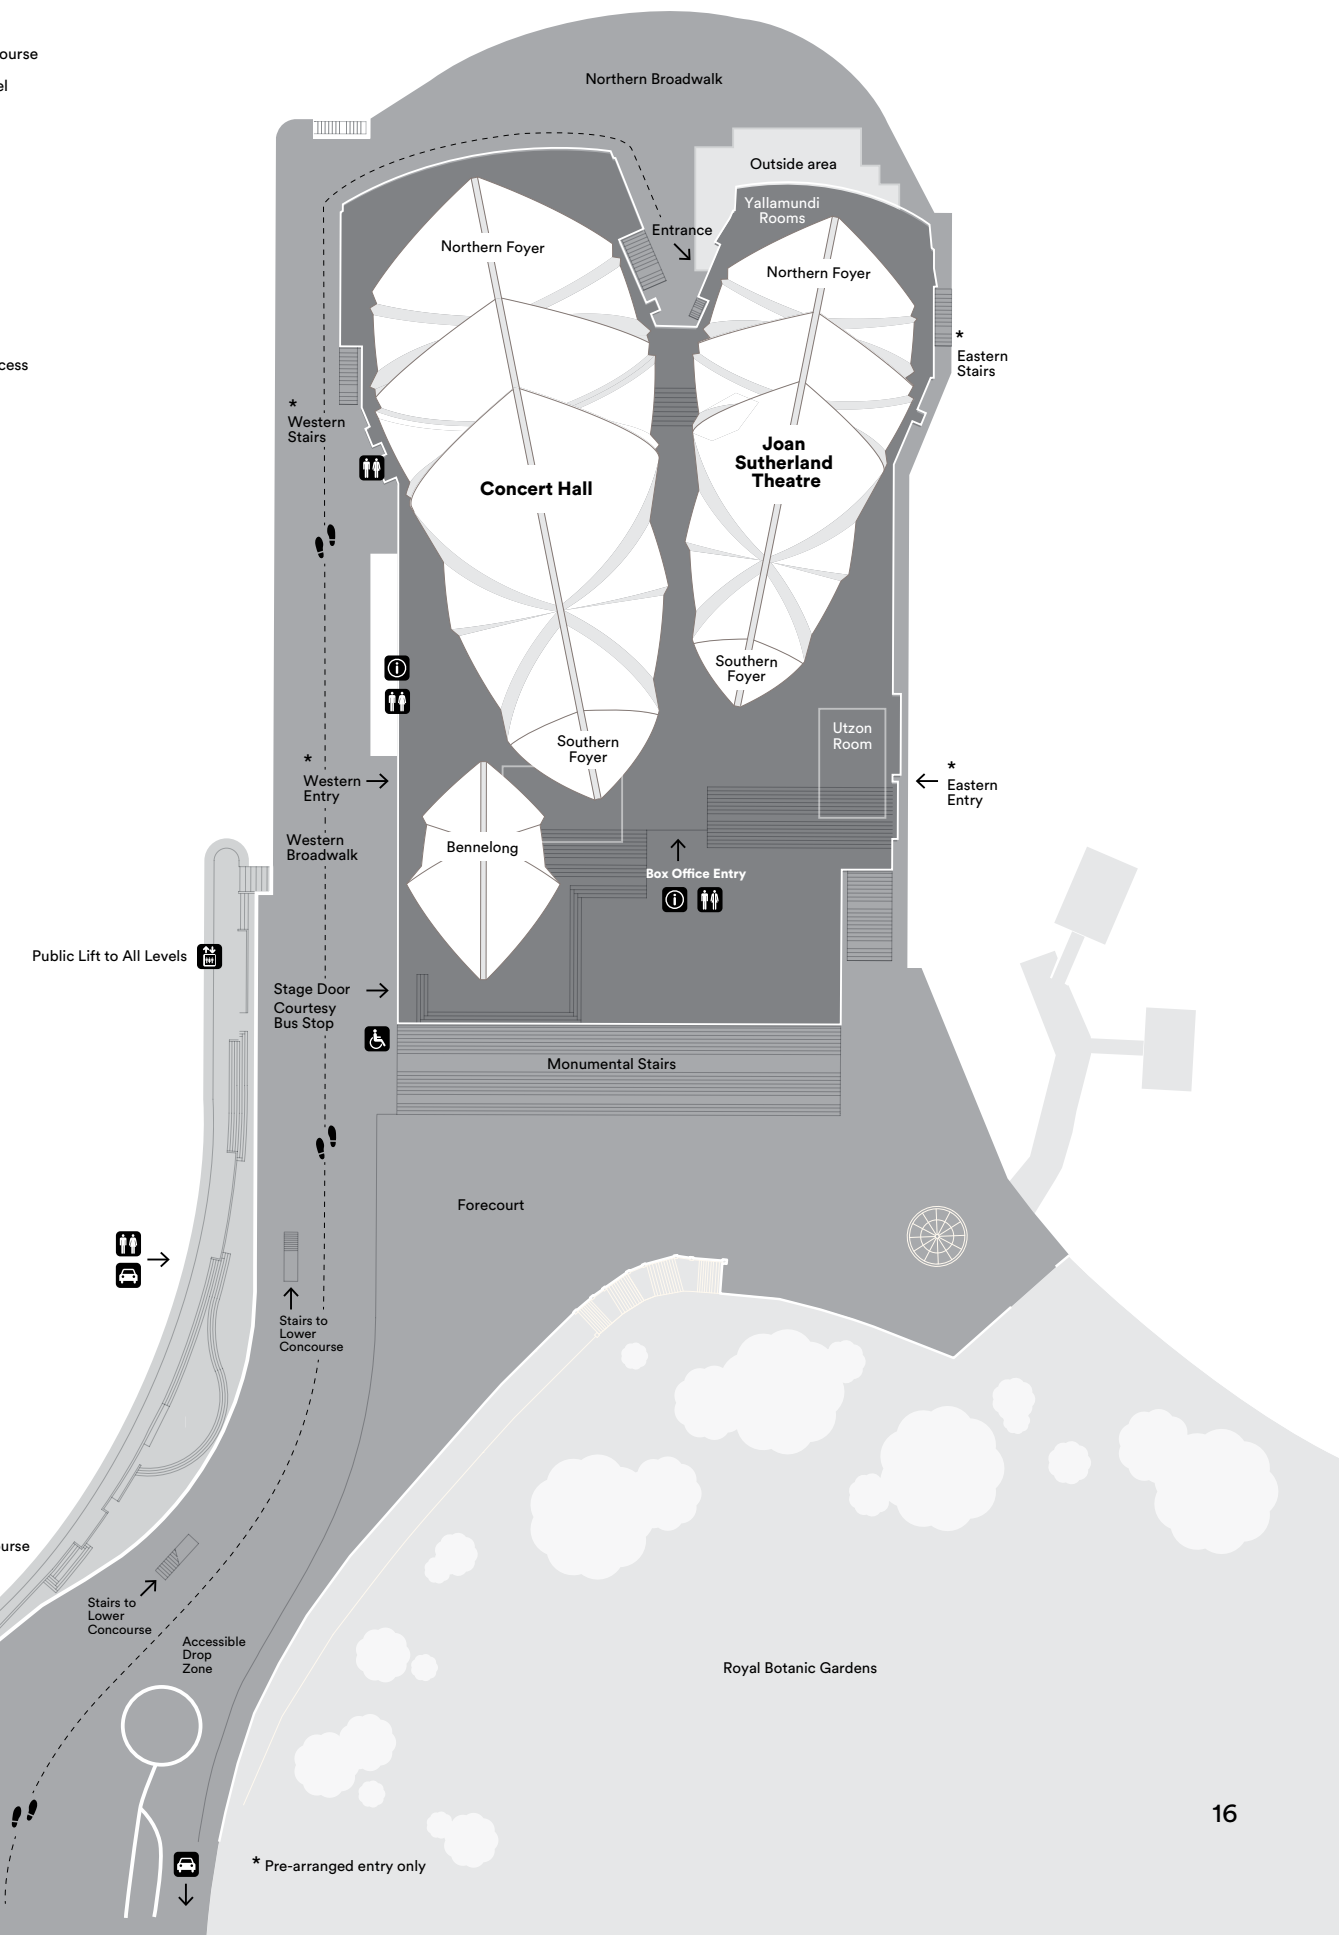 ourse
Northern Broadwalk
el
Outside area
Yallamundi
Rooms
Entrance
Northern Foyer
Northern Foyer
*
Eastern
Stairs
cess
*
Western
Stairs
Joan
Sutherland
Theatre
Concert Hall
Southern
Foyer
Utzon
Room
Southern
Foyer
*
Western
Entry
*
Eastern
Entry
Western
Broadwalk
Bennelong
Box Office Entry
Public Lift to All Levels
Stage Door
Courtesy
Bus Stop
Monumental Stairs
Forecourt
Stairs to
Lower
Concourse
urse
Stairs to
Lower
Concourse
Accessible
Drop
Zone
Royal Botanic Gardens
16
* Pre-arranged entry only